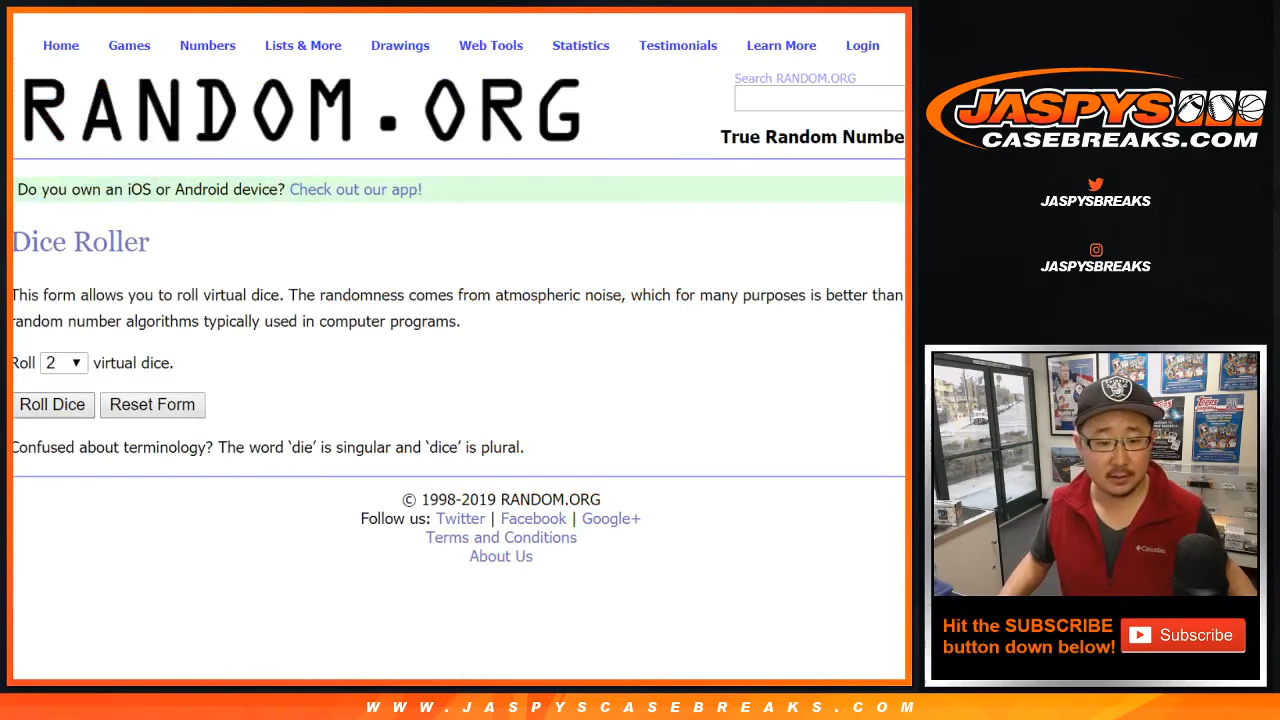 Home Games Numbers Lists & More Drawings Web Tools Statistics Testimonials Learn More Login
RANDOM.ORG
Search RANDOM.ORG
True Random Numbe
Do you own an iOS or Android device? Check out our app!
Dice Roller
This form allows you to roll virtual dice. The randomness comes from atmospheric noise, which for many purposes is better than
random number algorithms typically used in computer programs.
Roll 2 virtual dice.
Roll Dice Reset Form
Confused about terminology? The word ‘die’ is singular and ‘dice’ is plural.
© 1998-2019 RANDOM.ORG
Follow us: Twitter | Facebook | Google+
Terms and Conditions
About Us
JASPYS
CASEBREAKS.COM
JASPYSBREAKS
JASPYSBREAKS
Columbia
Hit the SUBSCRIBE
button down below!
Subscribe
WWW.JASPYSCASEBREAKS.COM